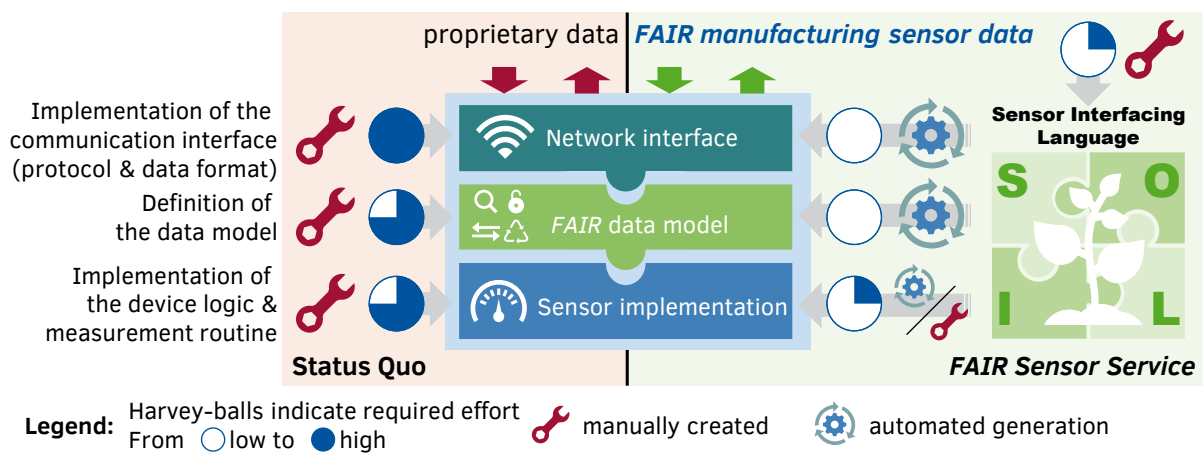 proprietary data
FAIR manufacturing sensor data
Implementation of the
communication interface
(protocol & data format)
Network interface
Sensor Interfacing
Language
Definition of
the data model
FAIR data model
S O
I L
Implementation of
the device logic &
measurement routine
Sensor implementation
Status Quo
FAIR Sensor Service
Legend:
Harvey-balls indicate required effort
From low to high
manually created
automated generation